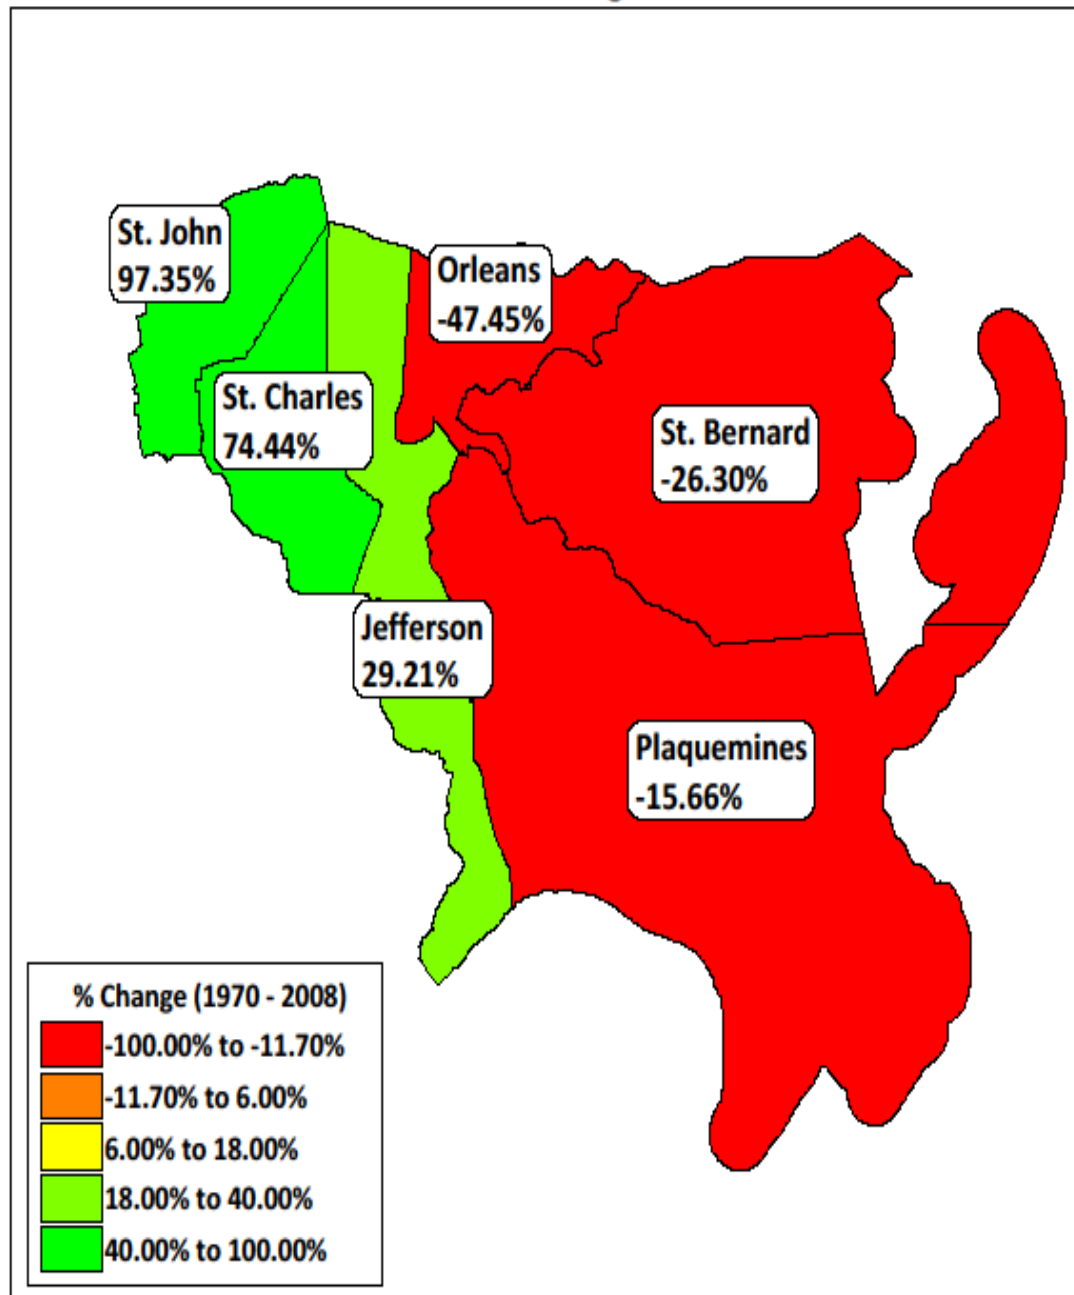 St. John
97.35%
Orleans
-47.45%
St. Charles
74.44%
St. Bernard
-26.30%
Jefferson
29.21%
Plaquemines
-15.66%
% Change (1970 - 2008)
-100.00% to -11.70%
-11.70% to 6.00%
6.00% to 18.00%
18.00% to 40.00%
40.00% to 100.00%